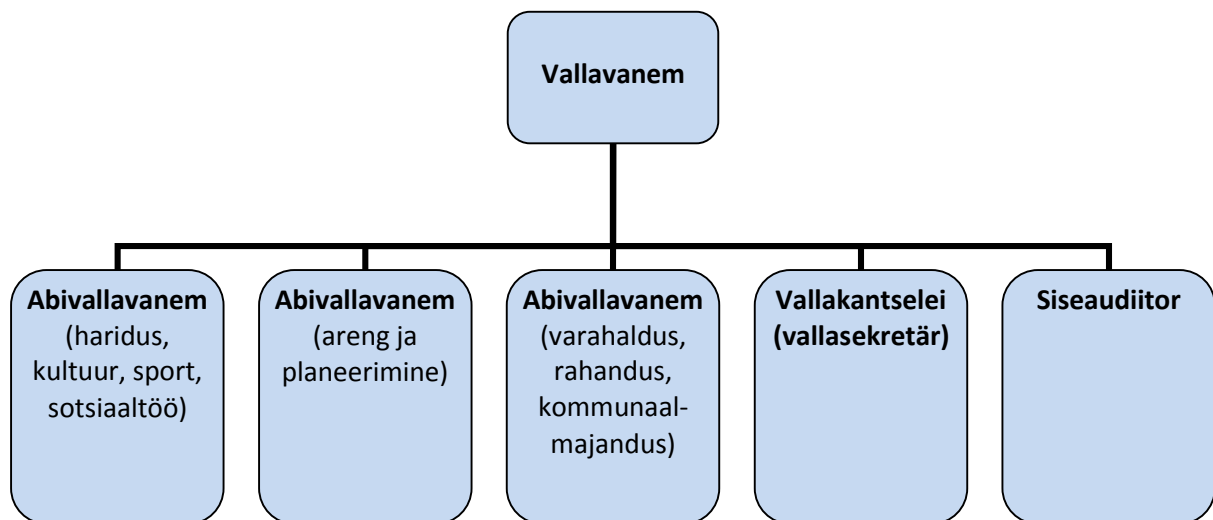 Vallavanem
Abivallavanem
(haridus,
kultuur, sport,
sotsiaaltöö)
Abivallavanem
(areng ja
planeerimine)
Abivallavanem
(varahaldus,
rahandus,
kommunaal-
majandus)
Vallakantselei
(vallasekretär)
Siseaudiitor